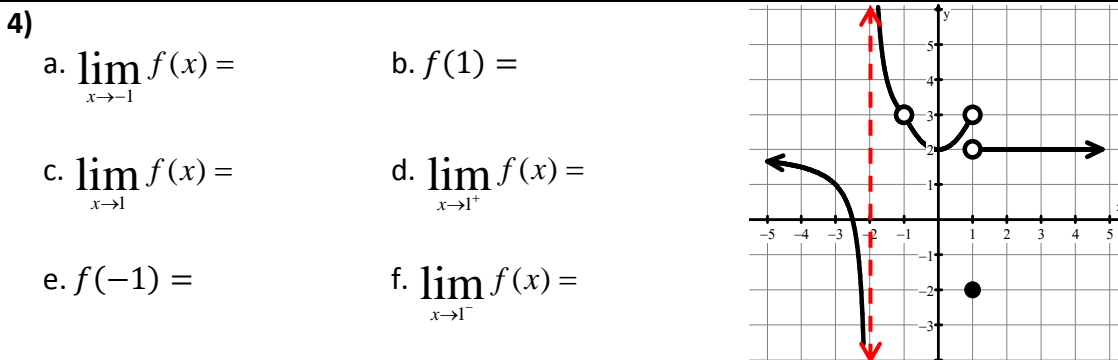 4)
a. lim x→−1 f(x) = b. f(1) =
c. lim x→1 f(x) = d. lim x→1⁺ f(x) =
e. f(−1) = f. lim x→1⁻ f(x) =
y
5
4
3
2
1
−5 −4 −3 −2 −1 1 2 3 4 5
−1
−2
−3